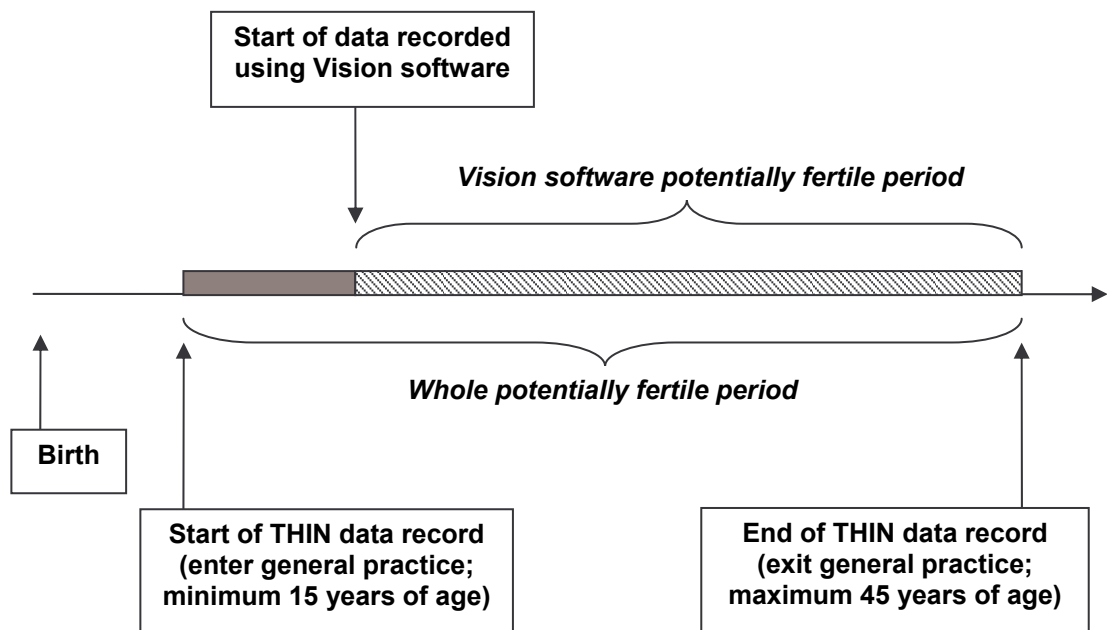 Start of data recorded
using Vision software
Vision software potentially fertile period
Whole potentially fertile period
Birth
Start of THIN data record
(enter general practice;
minimum 15 years of age)
End of THIN data record
(exit general practice;
maximum 45 years of age)